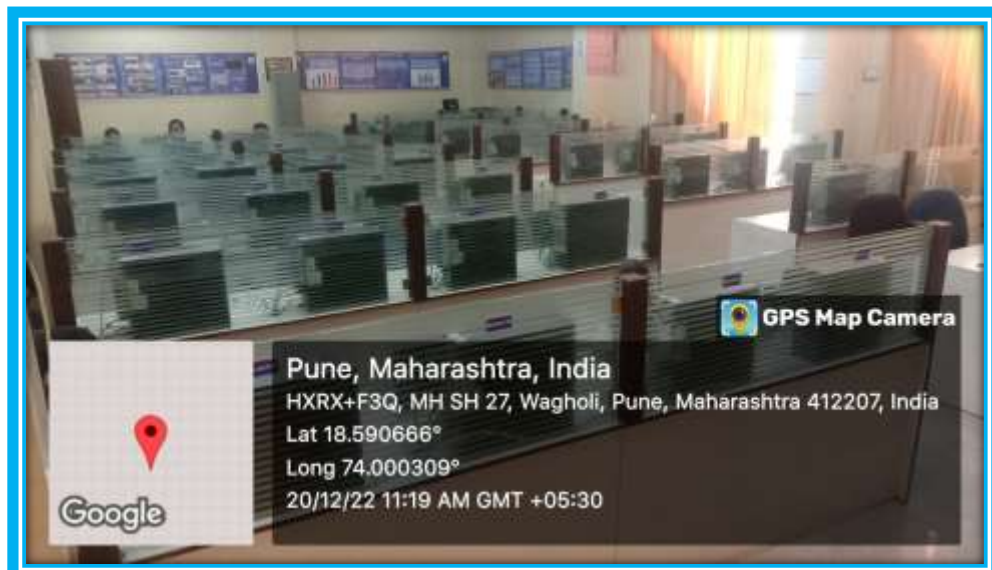 GPS Map Camera
Pune, Maharashtra, India
HXRX+F3Q, MH SH 27, Wagholi, Pune, Maharashtra 412207, India
Lat 18.590666°
Long 74.000309°
20/12/22 11:19 AM GMT +05:30
Google